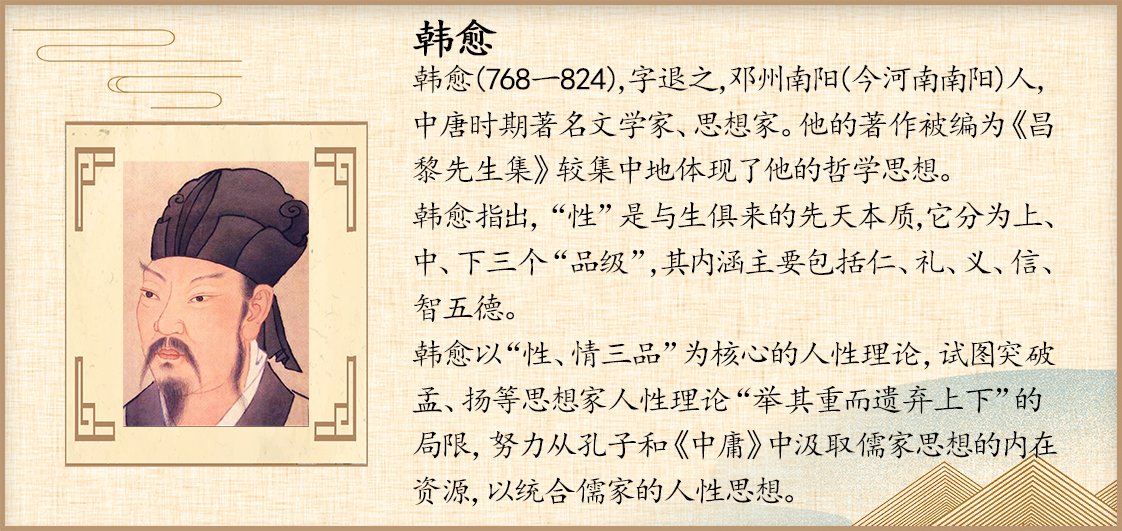 韩愈
韩愈(768一824),字退之,邓州南阳(今河南南阳)人,
中唐时期著名文学家、思想家。他的著作被编为《昌
黎先生集》较集中地体现了他的哲学思想。
韩愈指出,“性”是与生俱来的先天本质,它分为上、
中、下三个“品级”,其内涵主要包括仁、礼、义、信、
智五德。
韩愈以“性、情三品”为核心的人性理论,试图突破
孟、扬等思想家人性理论“举其重而遗弃上下”的
局限,努力从孔子和《中庸》中汲取儒家思想的内在
资源,以统合儒家的人性思想。